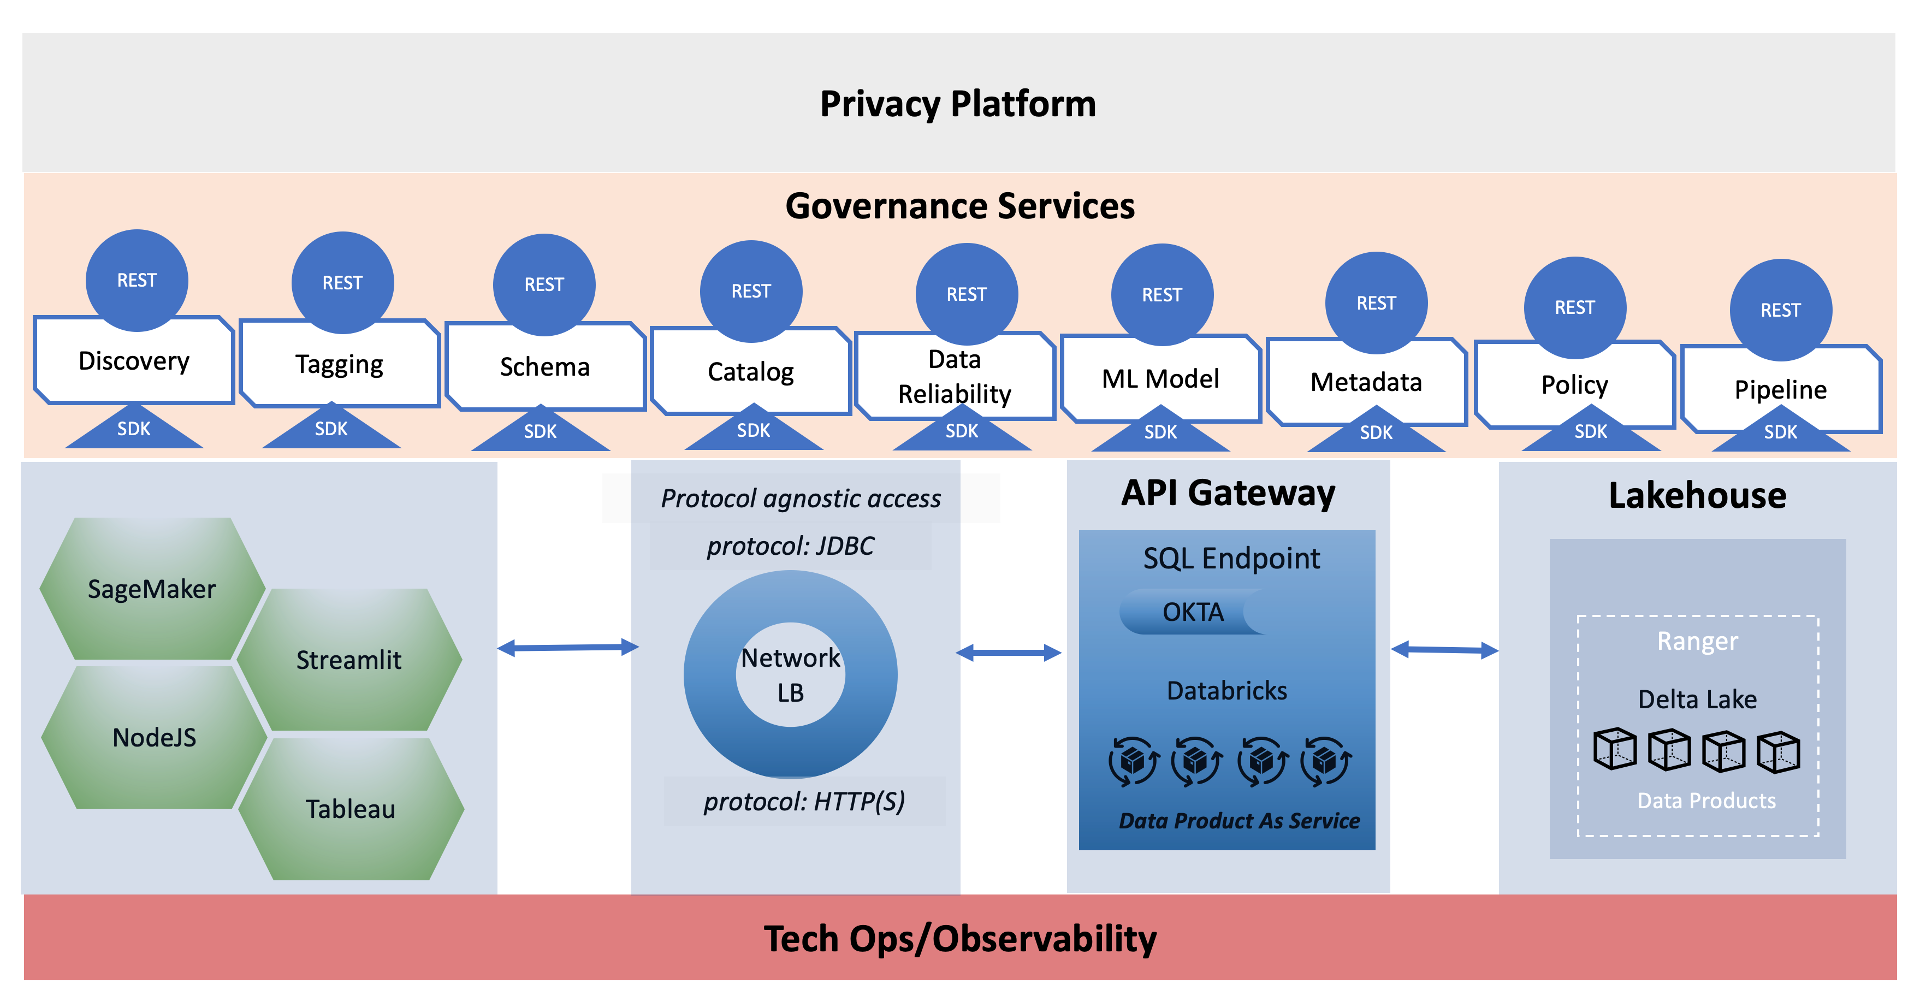 Privacy Platform
Governance Services
REST
REST
REST
REST
REST
REST
REST
REST
REST
Discovery
Tagging
Schema
Catalog
Data
Reliability
ML Model
Metadata
Policy
Pipeline
SDK
SDK
SDK
SDK
SDK
SDK
SDK
SDK
SDK
SageMaker
Streamlit
NodeJS
Tableau
Protocol agnostic access
protocol: JDBC
Network
LB
protocol: HTTP(S)
API Gateway
SQL Endpoint
OKTA
Databricks
Data Product As Service
Lakehouse
Ranger
Delta Lake
Data Products
Tech Ops/Observability